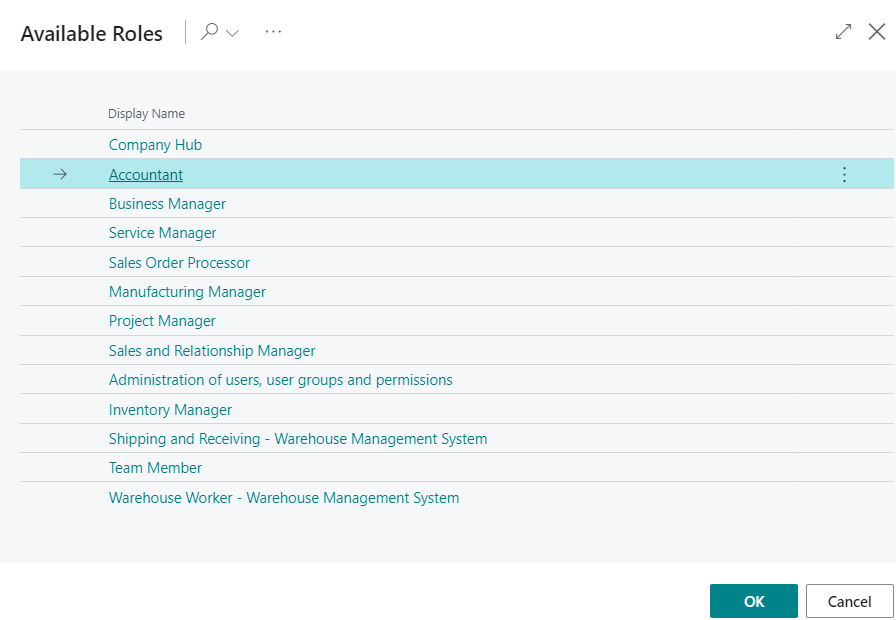 Available Roles
Display Name
Company Hub
Accountant
Business Manager
Service Manager
Sales Order Processor
Manufacturing Manager
Project Manager
Sales and Relationship Manager
Administration of users, user groups and permissions
Inventory Manager
Shipping and Receiving - Warehouse Management System
Team Member
Warehouse Worker - Warehouse Management System
OK Cancel